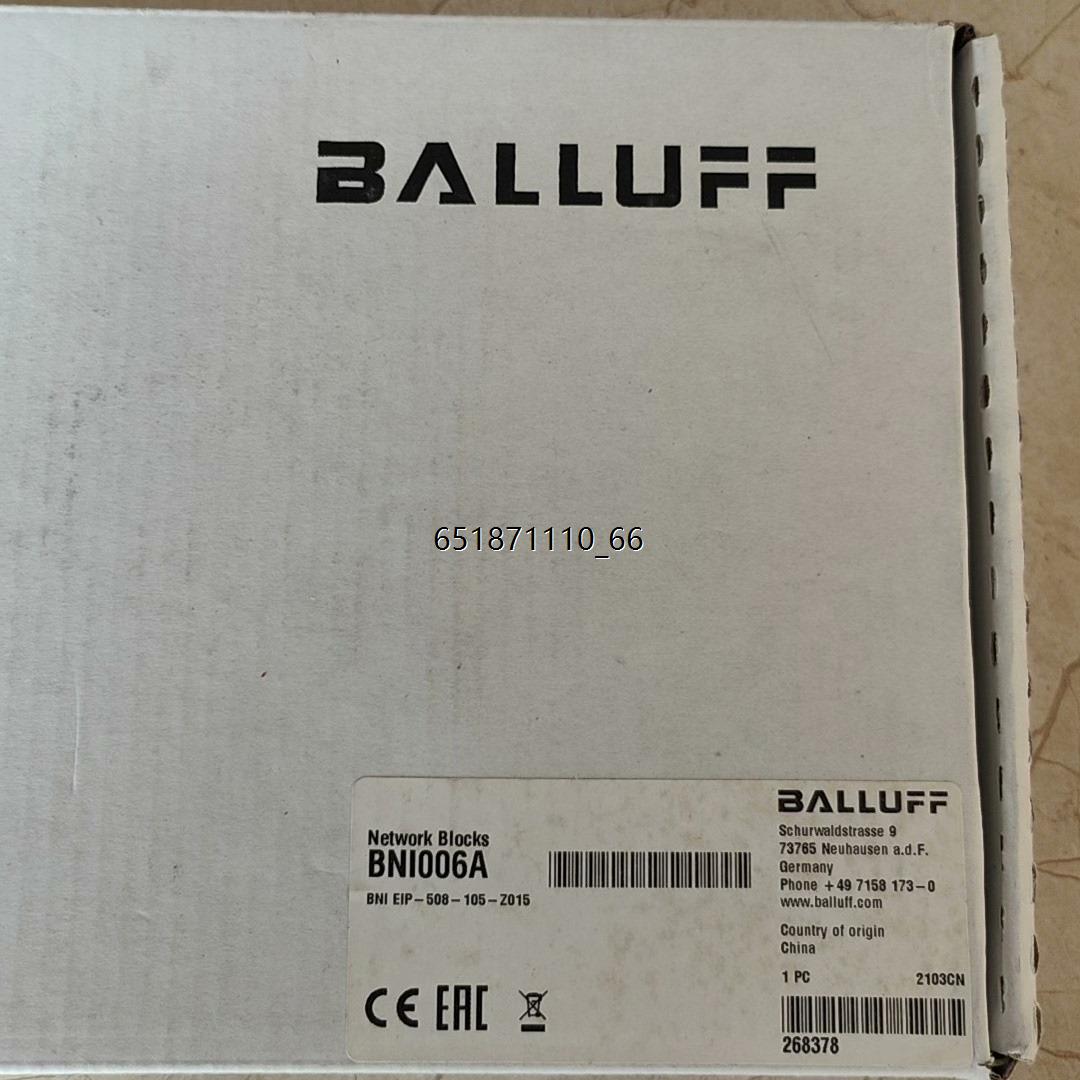 BALLUFF
651871110_66
BALLUFF
Network Blocks
BNI006A
BNI EIP-508-105-Z015
Schurwaldstrasse 9
73765 Neuhausen a.d.F.
Germany
Phone +49 7158 173-0
www.balluff.com
Country of origin
China
1 PC 2103CN
268378
CE EAC